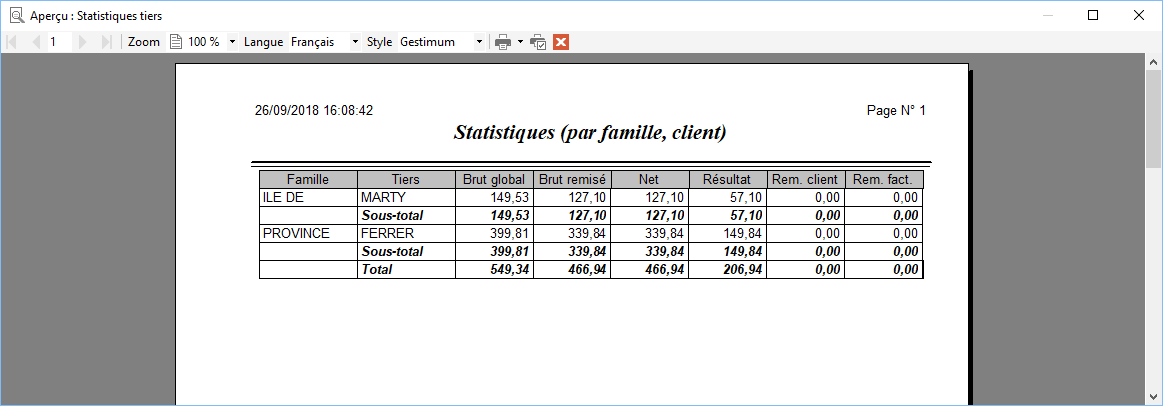 Aperçu : Statistiques tiers
1 Zoom 100 % Langue Français Style Gestimum
26/09/2018 16:08:42 Page N° 1
Statistiques (par famille, client)
Famille Tiers Brut global Brut remisé Net Résultat Rem. client Rem. fact.
ILE DE MARTY 149,53 127,10 127,10 57,10 0,00 0,00
Sous-total 149,53 127,10 127,10 57,10 0,00 0,00
PROVINCE FERRER 399,81 339,84 339,84 149,84 0,00 0,00
Sous-total 399,81 339,84 339,84 149,84 0,00 0,00
Total 549,34 466,94 466,94 206,94 0,00 0,00